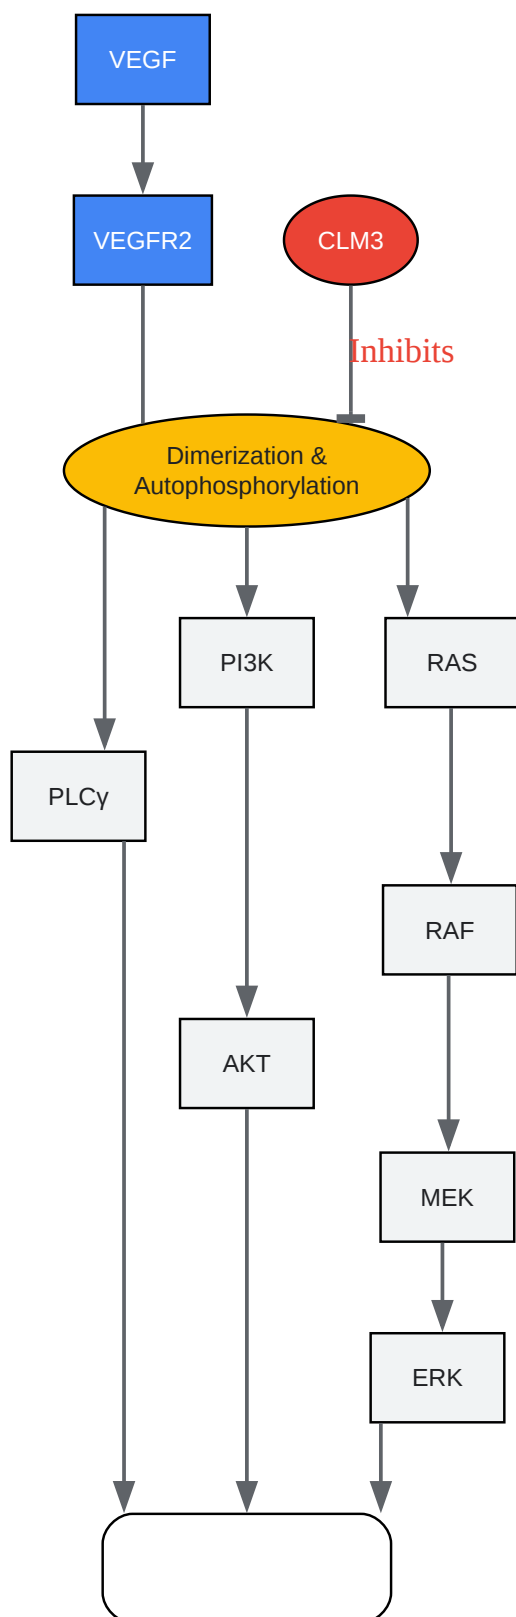 VEGF
VEGFR2
CLM3
Inhibits
Dimerization &
Autophosphorylation
PI3K
RAS
PLCγ
RAF
AKT
MEK
ERK